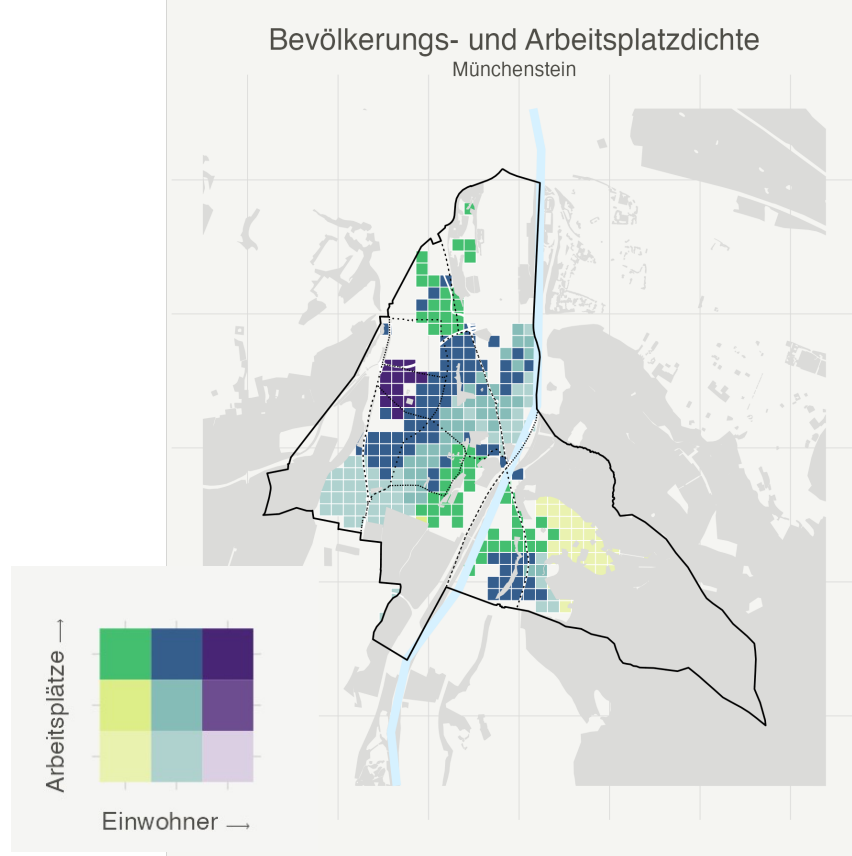 Bevölkerungs- und Arbeitsplatzdichte
Münchenstein
Arbeitsplätze →
Einwohner →